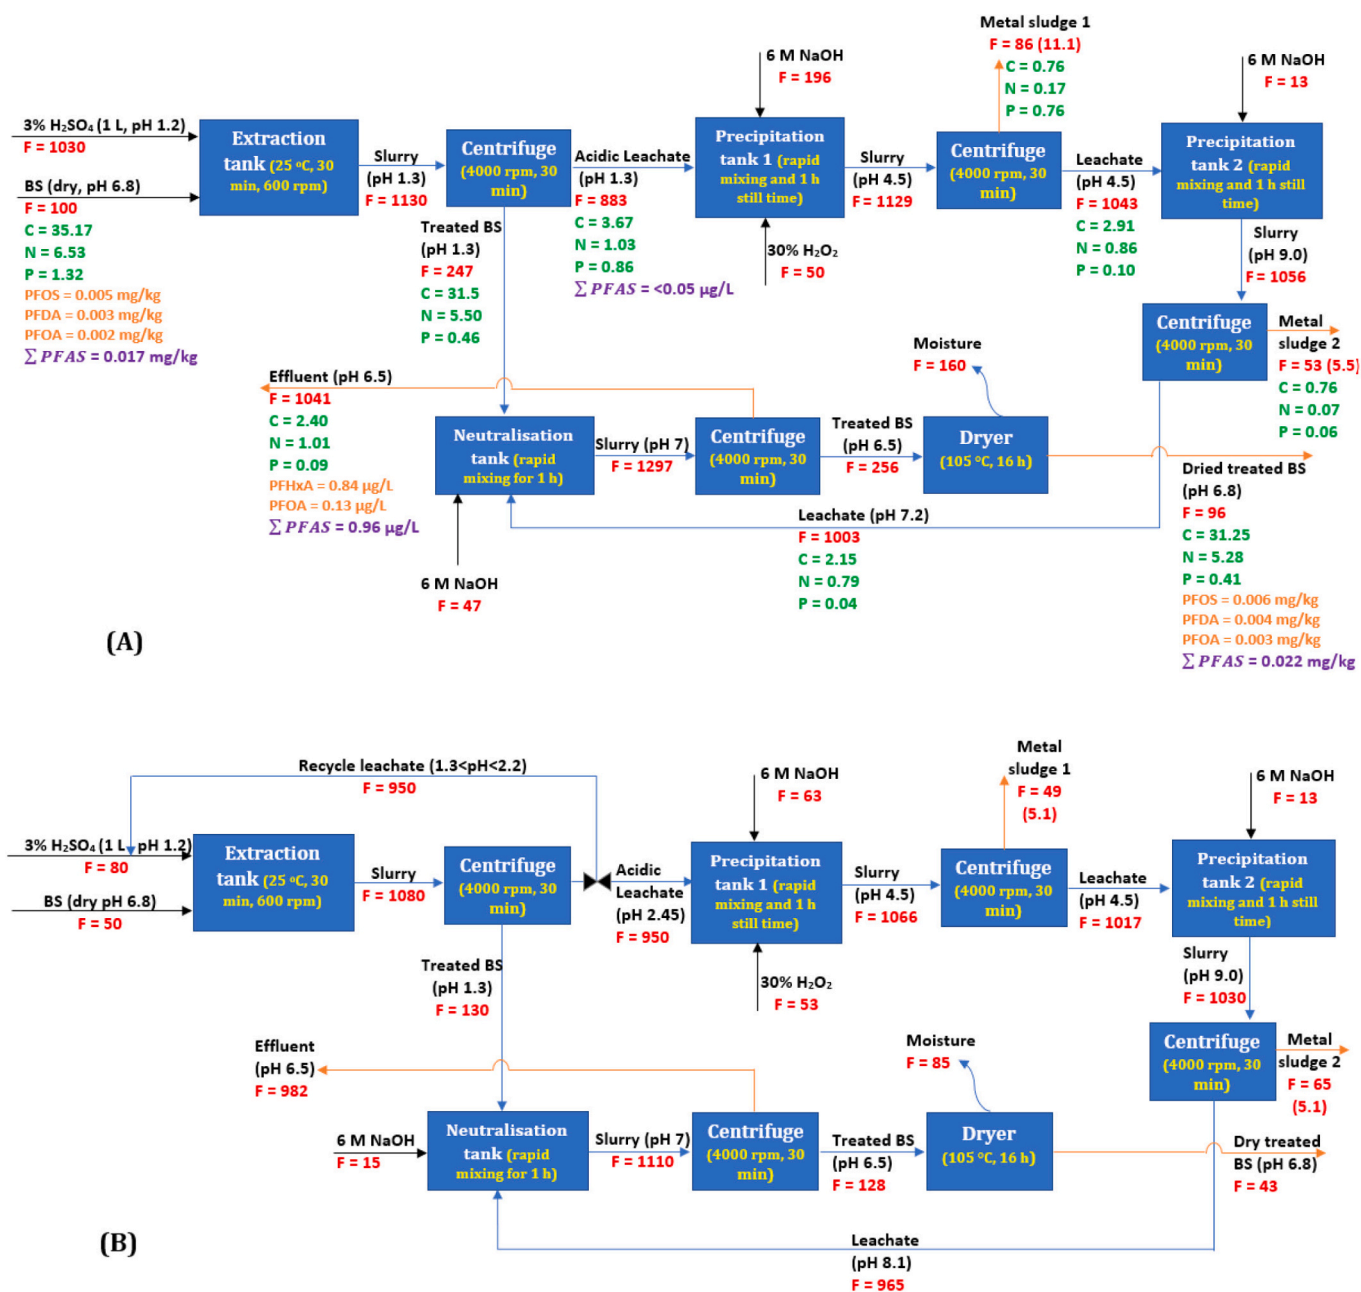 Metal sludge 1
F = 86 (11.1)
C = 0.76
N = 0.17
P = 0.76
6 M NaOH
F = 196
6 M NaOH
F = 13
3% H₂SO₄ (1 L, pH 1.2)
F = 1030
BS (dry, pH 6.8)
F = 100
C = 35.17
N = 6.53
P = 1.32
PFOS = 0.005 mg/kg
PFDA = 0.003 mg/kg
PFOA = 0.002 mg/kg
∑ PFAS = 0.017 mg/kg
Extraction
tank (25 °C, 30
min, 600 rpm)
Slurry
(pH 1.3)
F = 1130
Centrifuge
(4000 rpm, 30
min)
Acidic Leachate
(pH 1.3)
F = 883
C = 3.67
N = 1.03
P = 0.86
∑ PFAS = <0.05 µg/L
Precipitation
tank 1 (rapid
mixing and 1 h
still time)
30% H₂O₂
F = 50
Slurry
(pH 4.5)
F = 1129
Centrifuge
(4000 rpm, 30
min)
Leachate
(pH 4.5)
F = 1043
C = 2.91
N = 0.86
P = 0.10
Precipitation
tank 2 (rapid
mixing and 1 h
still time)
Slurry
(pH 9.0)
F = 1056
Treated BS
(pH 1.3)
F = 247
C = 31.5
N = 5.50
P = 0.46
Centrifuge
(4000 rpm, 30
min)
Metal
sludge 2
F = 53 (5.5)
C = 0.76
N = 0.07
P = 0.06
Moisture
F = 160
Effluent (pH 6.5)
F = 1041
C = 2.40
N = 1.01
P = 0.09
PFHxA = 0.84 µg/L
PFOA = 0.13 µg/L
∑ PFAS = 0.96 µg/L
Neutralisation
tank (rapid
mixing for 1 h)
Slurry (pH 7)
F = 1297
Centrifuge
(4000 rpm, 30
min)
Treated BS
(pH 6.5)
F = 256
Dryer
(105 °C, 16 h)
Dried treated BS
(pH 6.8)
F = 96
C = 31.25
N = 5.28
P = 0.41
PFOS = 0.006 mg/kg
PFDA = 0.004 mg/kg
PFOA = 0.003 mg/kg
∑ PFAS = 0.022 mg/kg
Leachate (pH 7.2)
F = 1003
C = 2.15
N = 0.79
P = 0.04
6 M NaOH
F = 47
(A)
Recycle leachate (1.3<pH<2.2)
F = 950
6 M NaOH
F = 63
Metal
sludge 1
F = 49
(5.1)
6 M NaOH
F = 13
3% H₂SO₄ (1 L, pH 1.2)
F = 80
BS (dry pH 6.8)
F = 50
Extraction
tank (25 °C, 30
min, 600 rpm)
Slurry
F = 1080
Centrifuge
(4000 rpm, 30
min)
Acidic
Leachate
(pH 2.45)
F = 950
Precipitation
tank 1 (rapid
mixing and 1 h
still time)
30% H₂O₂
F = 53
Slurry
(pH 4.5)
F = 1066
Centrifuge
(4000 rpm, 30
min)
Leachate
(pH 4.5)
F = 1017
Precipitation
tank 2 (rapid
mixing and 1 h
still time)
Slurry
(pH 9.0)
F = 1030
Treated BS
(pH 1.3)
F = 130
Centrifuge
(4000 rpm, 30
min)
Metal
sludge 2
F = 65
(5.1)
Effluent
(pH 6.5)
F = 982
Moisture
F = 85
6 M NaOH
F = 15
Neutralisation
tank (rapid
mixing for 1 h)
Slurry (pH 7)
F = 1110
Centrifuge
(4000 rpm, 30
min)
Treated BS
(pH 6.5)
F = 128
Dryer
(105 °C, 16 h)
Dry treated
BS (pH 6.8)
F = 43
Leachate
(pH 8.1)
F = 965
(B)